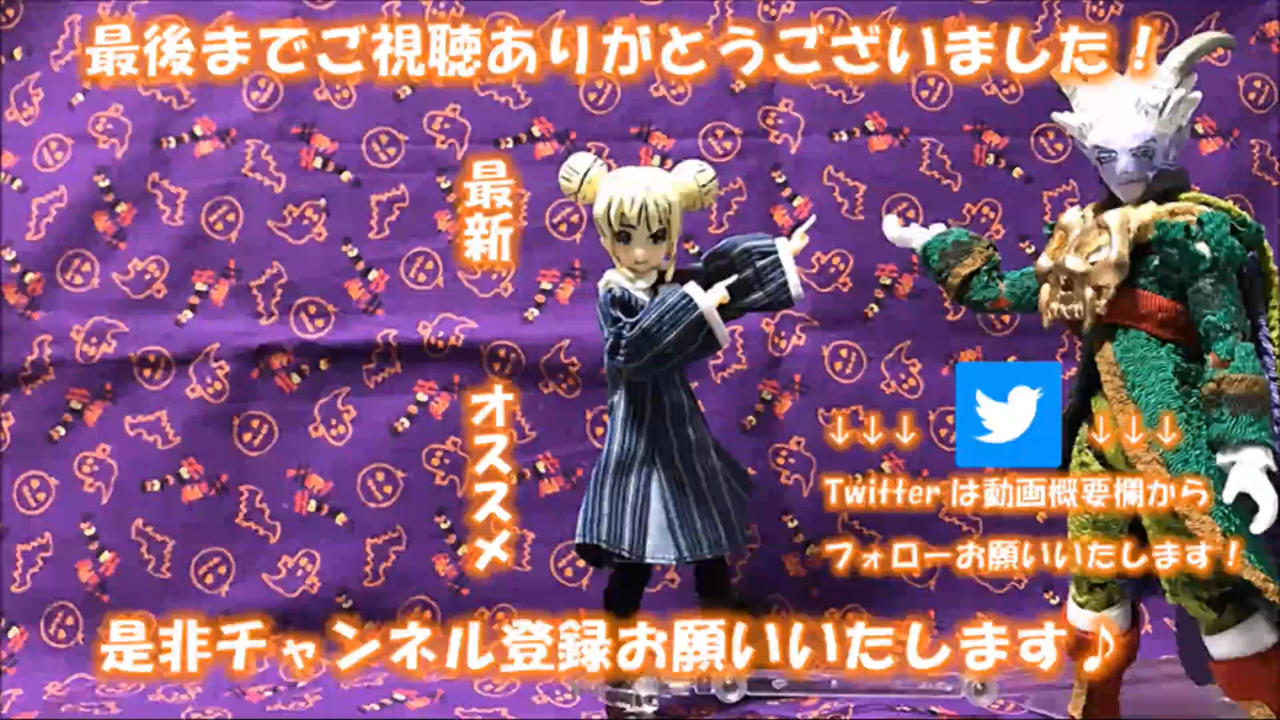 最後までご視聴ありがとうございました！
最新
オススメ
↓↓↓ ↓↓↓
Twitterは動画概要欄から
フォローお願いいたします！
是非チャンネル登録お願いいたします♪